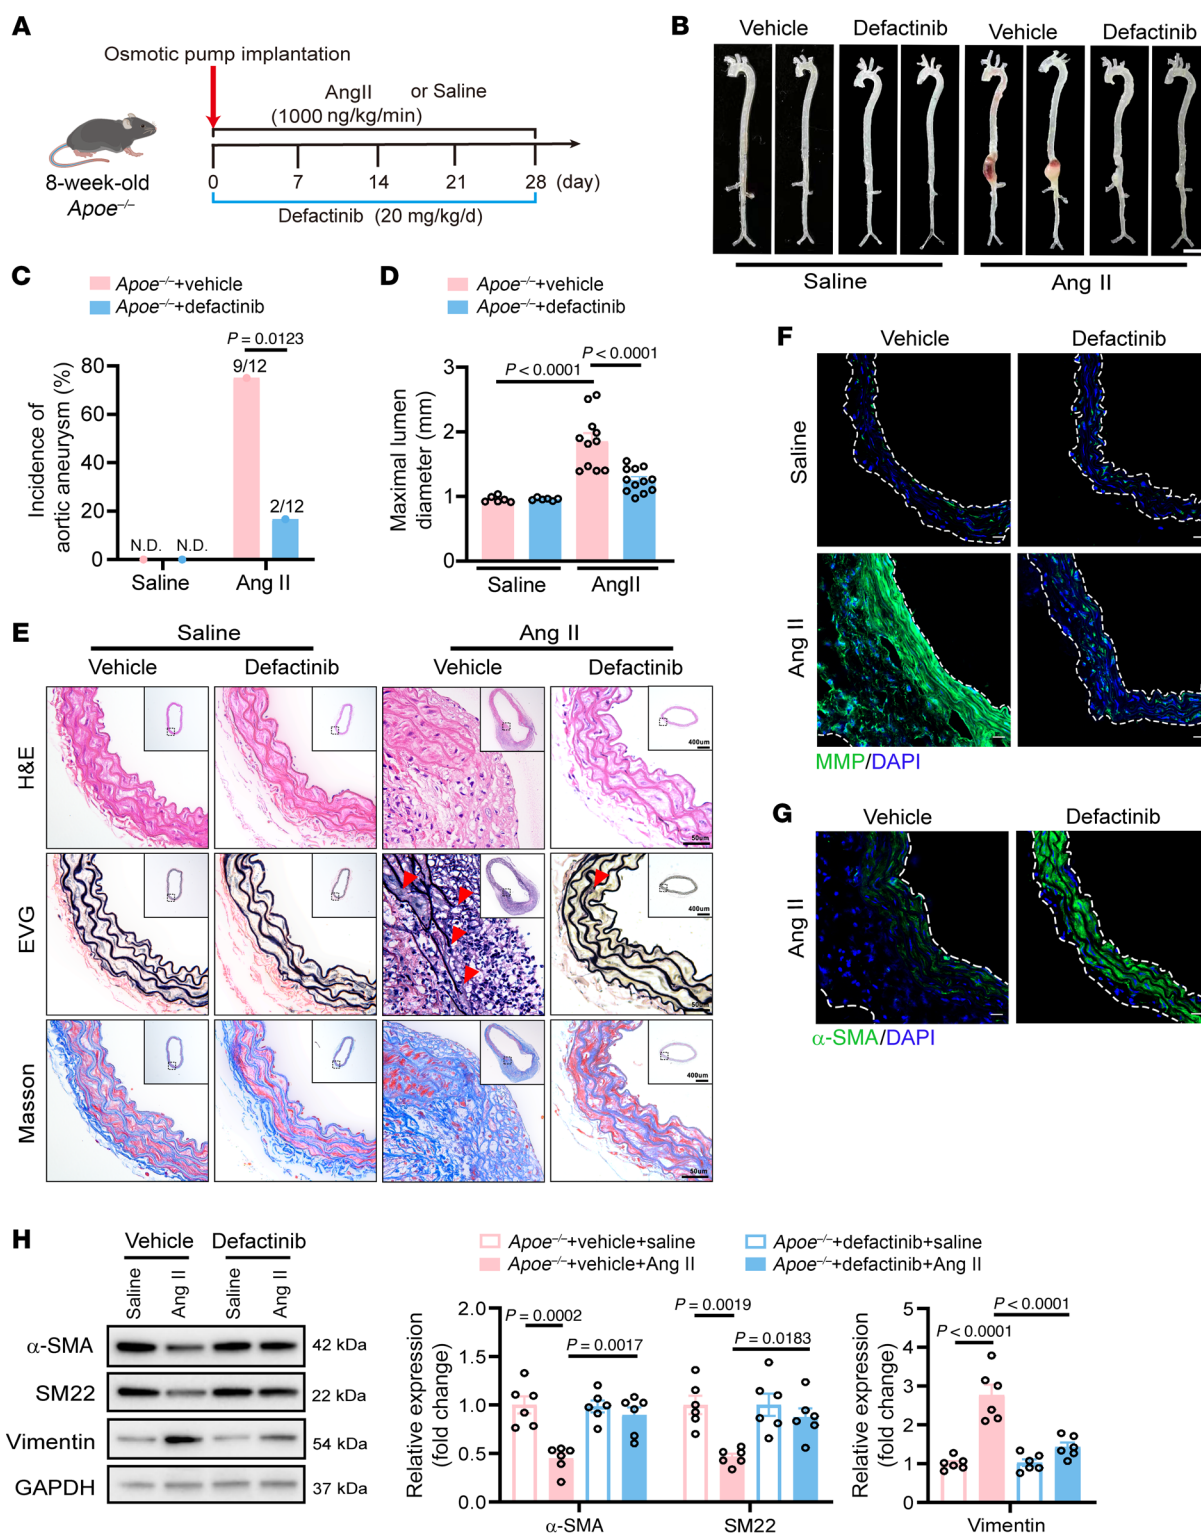 A
Osmotic pump implantation
AngII or Saline
(1000 ng/kg/min)
8-week-old
Apoe–/–
0 7 14 21 28 (day)
Defactinib (20 mg/kg/d)
B
Vehicle Defactinib Vehicle Defactinib
Saline Ang II
C
Apoe–/–+vehicle
Apoe–/–+defactinib
P = 0.0123
Incidence of
aortic aneurysm (%)
80
60
40
20
0
9/12
2/12
N.D. N.D.
Saline Ang II
D
Apoe–/–+vehicle
Apoe–/–+defactinib
P < 0.0001
P < 0.0001
Maximal lumen
diameter (mm)
3
2
1
0
Saline AngII
E
Saline Ang II
Vehicle Defactinib Vehicle Defactinib
H&E
400um
50um
EVG
400um
50um
Masson
400um
50um
F
Vehicle Defactinib
Saline
Ang II
MMP/DAPI
G
Vehicle Defactinib
Ang II
α-SMA/DAPI
H
Vehicle Defactinib
Saline Ang II Saline Ang II
α-SMA 42 kDa
SM22 22 kDa
Vimentin 54 kDa
GAPDH 37 kDa
Apoe–/–+vehicle+saline
Apoe–/–+vehicle+Ang II
Apoe–/–+defactinib+saline
Apoe–/–+defactinib+Ang II
Relative expression
(fold change)
2.0
1.5
1.0
0.5
0.0
P = 0.0002
P = 0.0017
P = 0.0019
P = 0.0183
α-SMA SM22
Relative expression
(fold change)
5
4
3
2
1
0
P < 0.0001
P < 0.0001
Vimentin